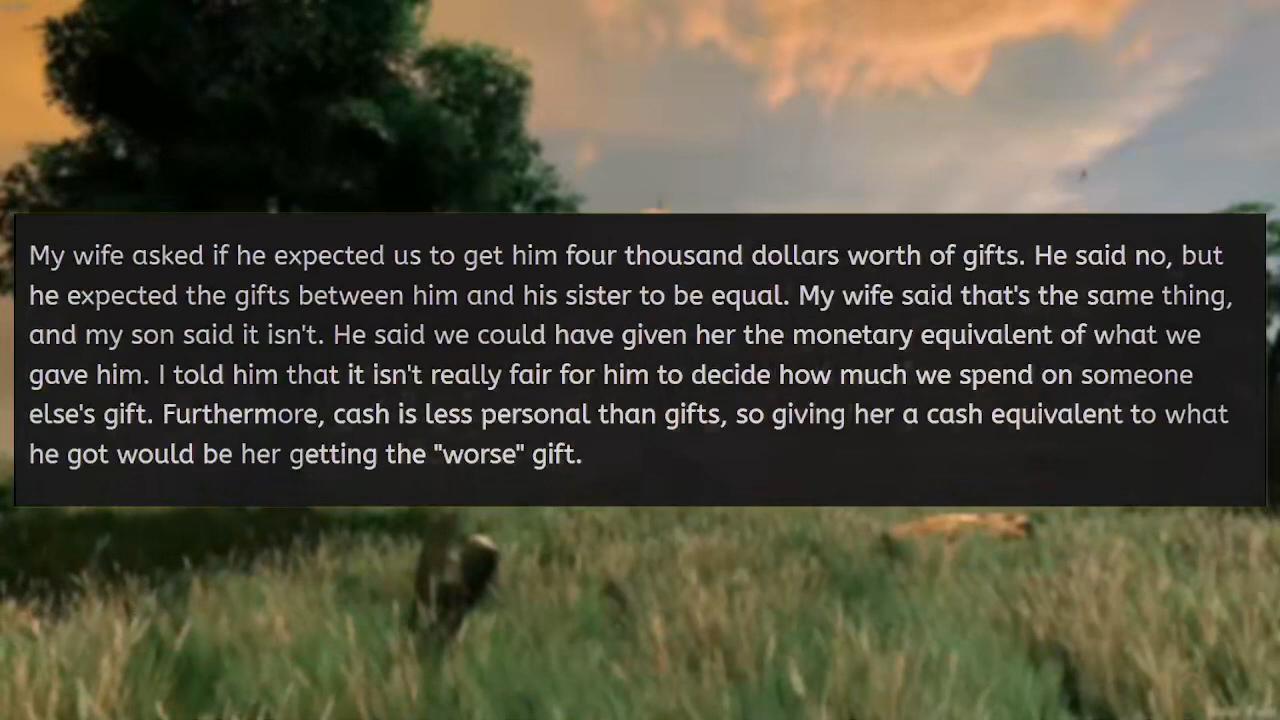 My wife asked if he expected us to get him four thousand dollars worth of gifts. He said no, but
he expected the gifts between him and his sister to be equal. My wife said that's the same thing,
and my son said it isn't. He said we could have given her the monetary equivalent of what we
gave him. I told him that it isn't really fair for him to decide how much we spend on someone
else's gift. Furthermore, cash is less personal than gifts, so giving her a cash equivalent to what
he got would be her getting the "worse" gift.